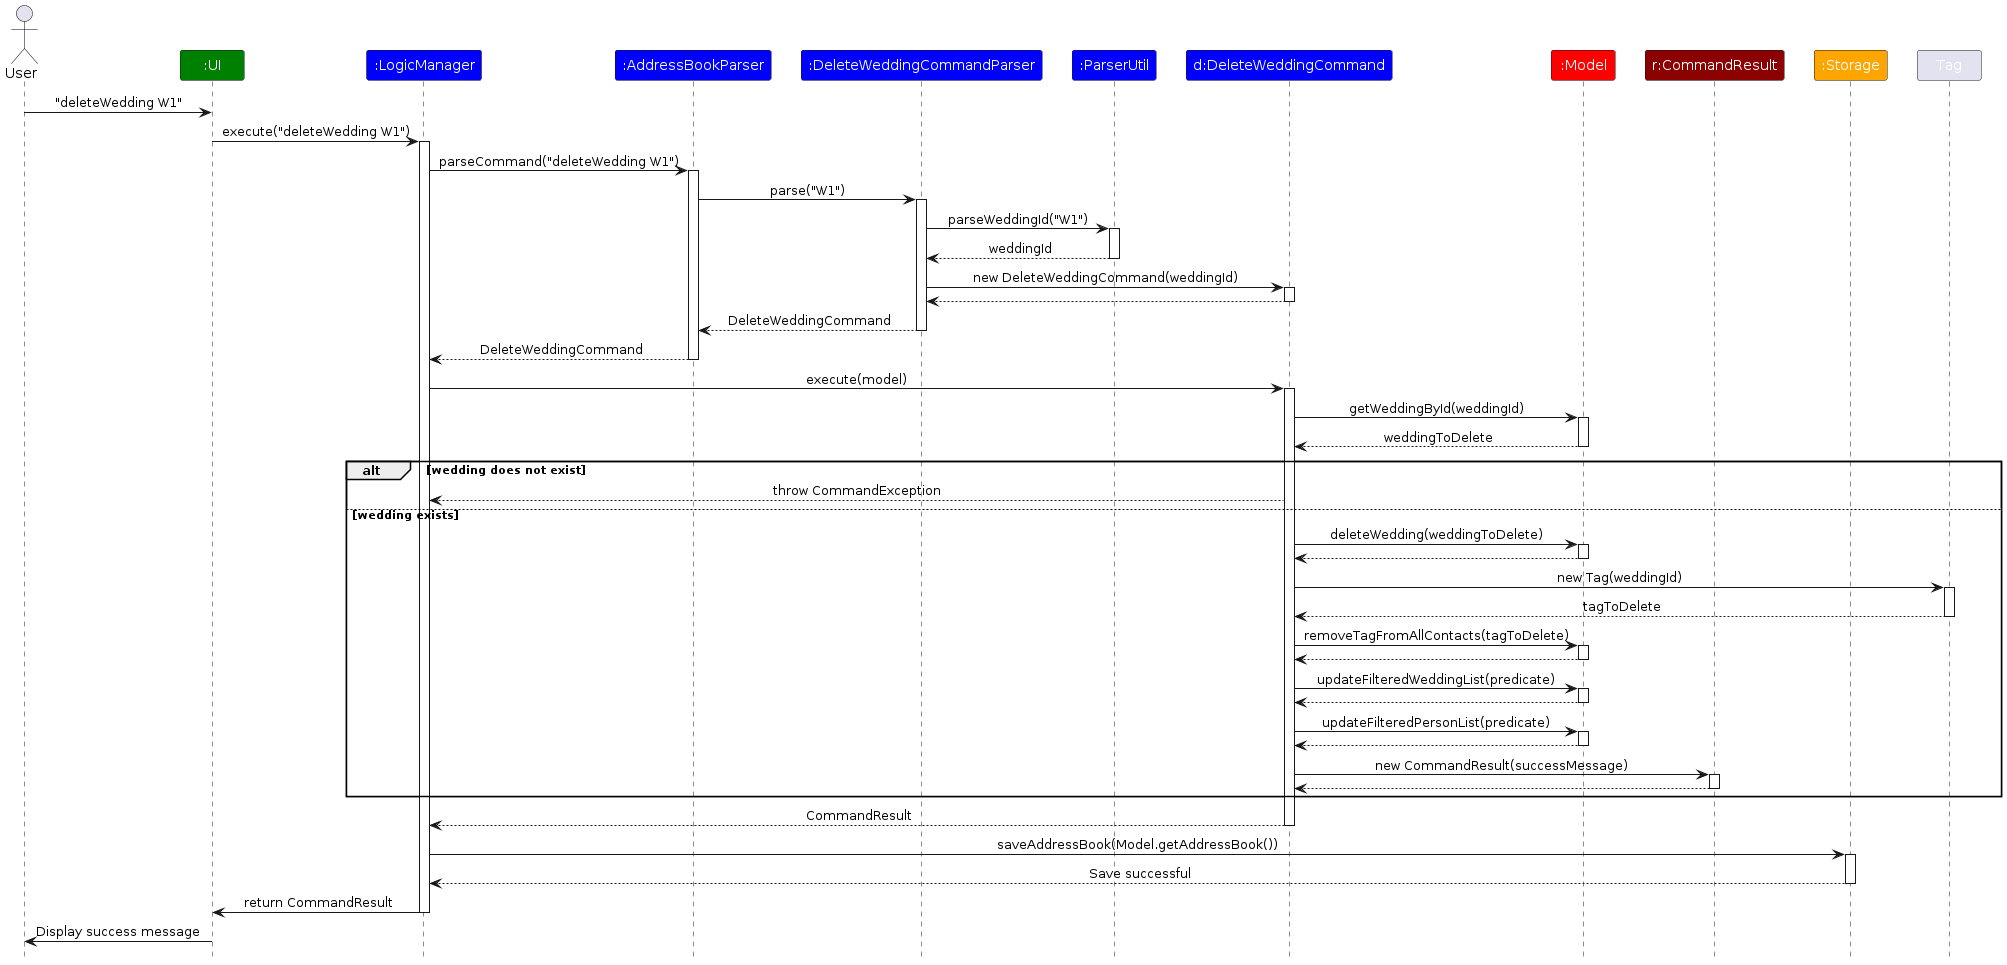 User
:UI
:LogicManager
:AddressBookParser
:DeleteWeddingCommandParser
:ParserUtil
d:DeleteWeddingCommand
:Model
r:CommandResult
:Storage
Tag
"deleteWedding W1"
execute("deleteWedding W1")
parseCommand("deleteWedding W1")
parse("W1")
parseWeddingId("W1")
weddingId
new DeleteWeddingCommand(weddingId)
DeleteWeddingCommand
DeleteWeddingCommand
execute(model)
getWeddingById(weddingId)
weddingToDelete
alt [wedding does not exist]
throw CommandException
[wedding exists]
deleteWedding(weddingToDelete)
new Tag(weddingId)
tagToDelete
removeTagFromAllContacts(tagToDelete)
updateFilteredWeddingList(predicate)
updateFilteredPersonList(predicate)
new CommandResult(successMessage)
CommandResult
saveAddressBook(Model.getAddressBook())
Save successful
return CommandResult
Display success message